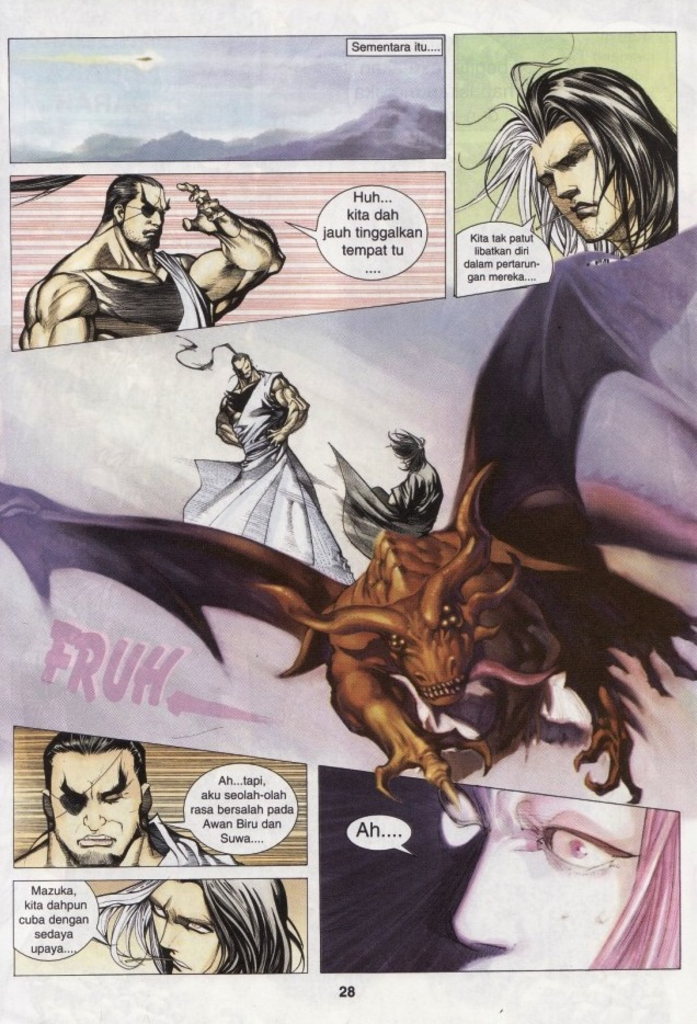 Sementara itu....
Huh...
kita dah
jauh tinggalkan
tempat tu
....
Kita tak patut
libatkan diri
dalam pertarungan
mereka....
FRUH
Ah...tapi,
aku seolah-olah
rasa bersalah pada
Awan Biru dan
Suwa....
Mazuka,
kita dahpun
cuba dengan
sedaya
upaya....
Ah....
28